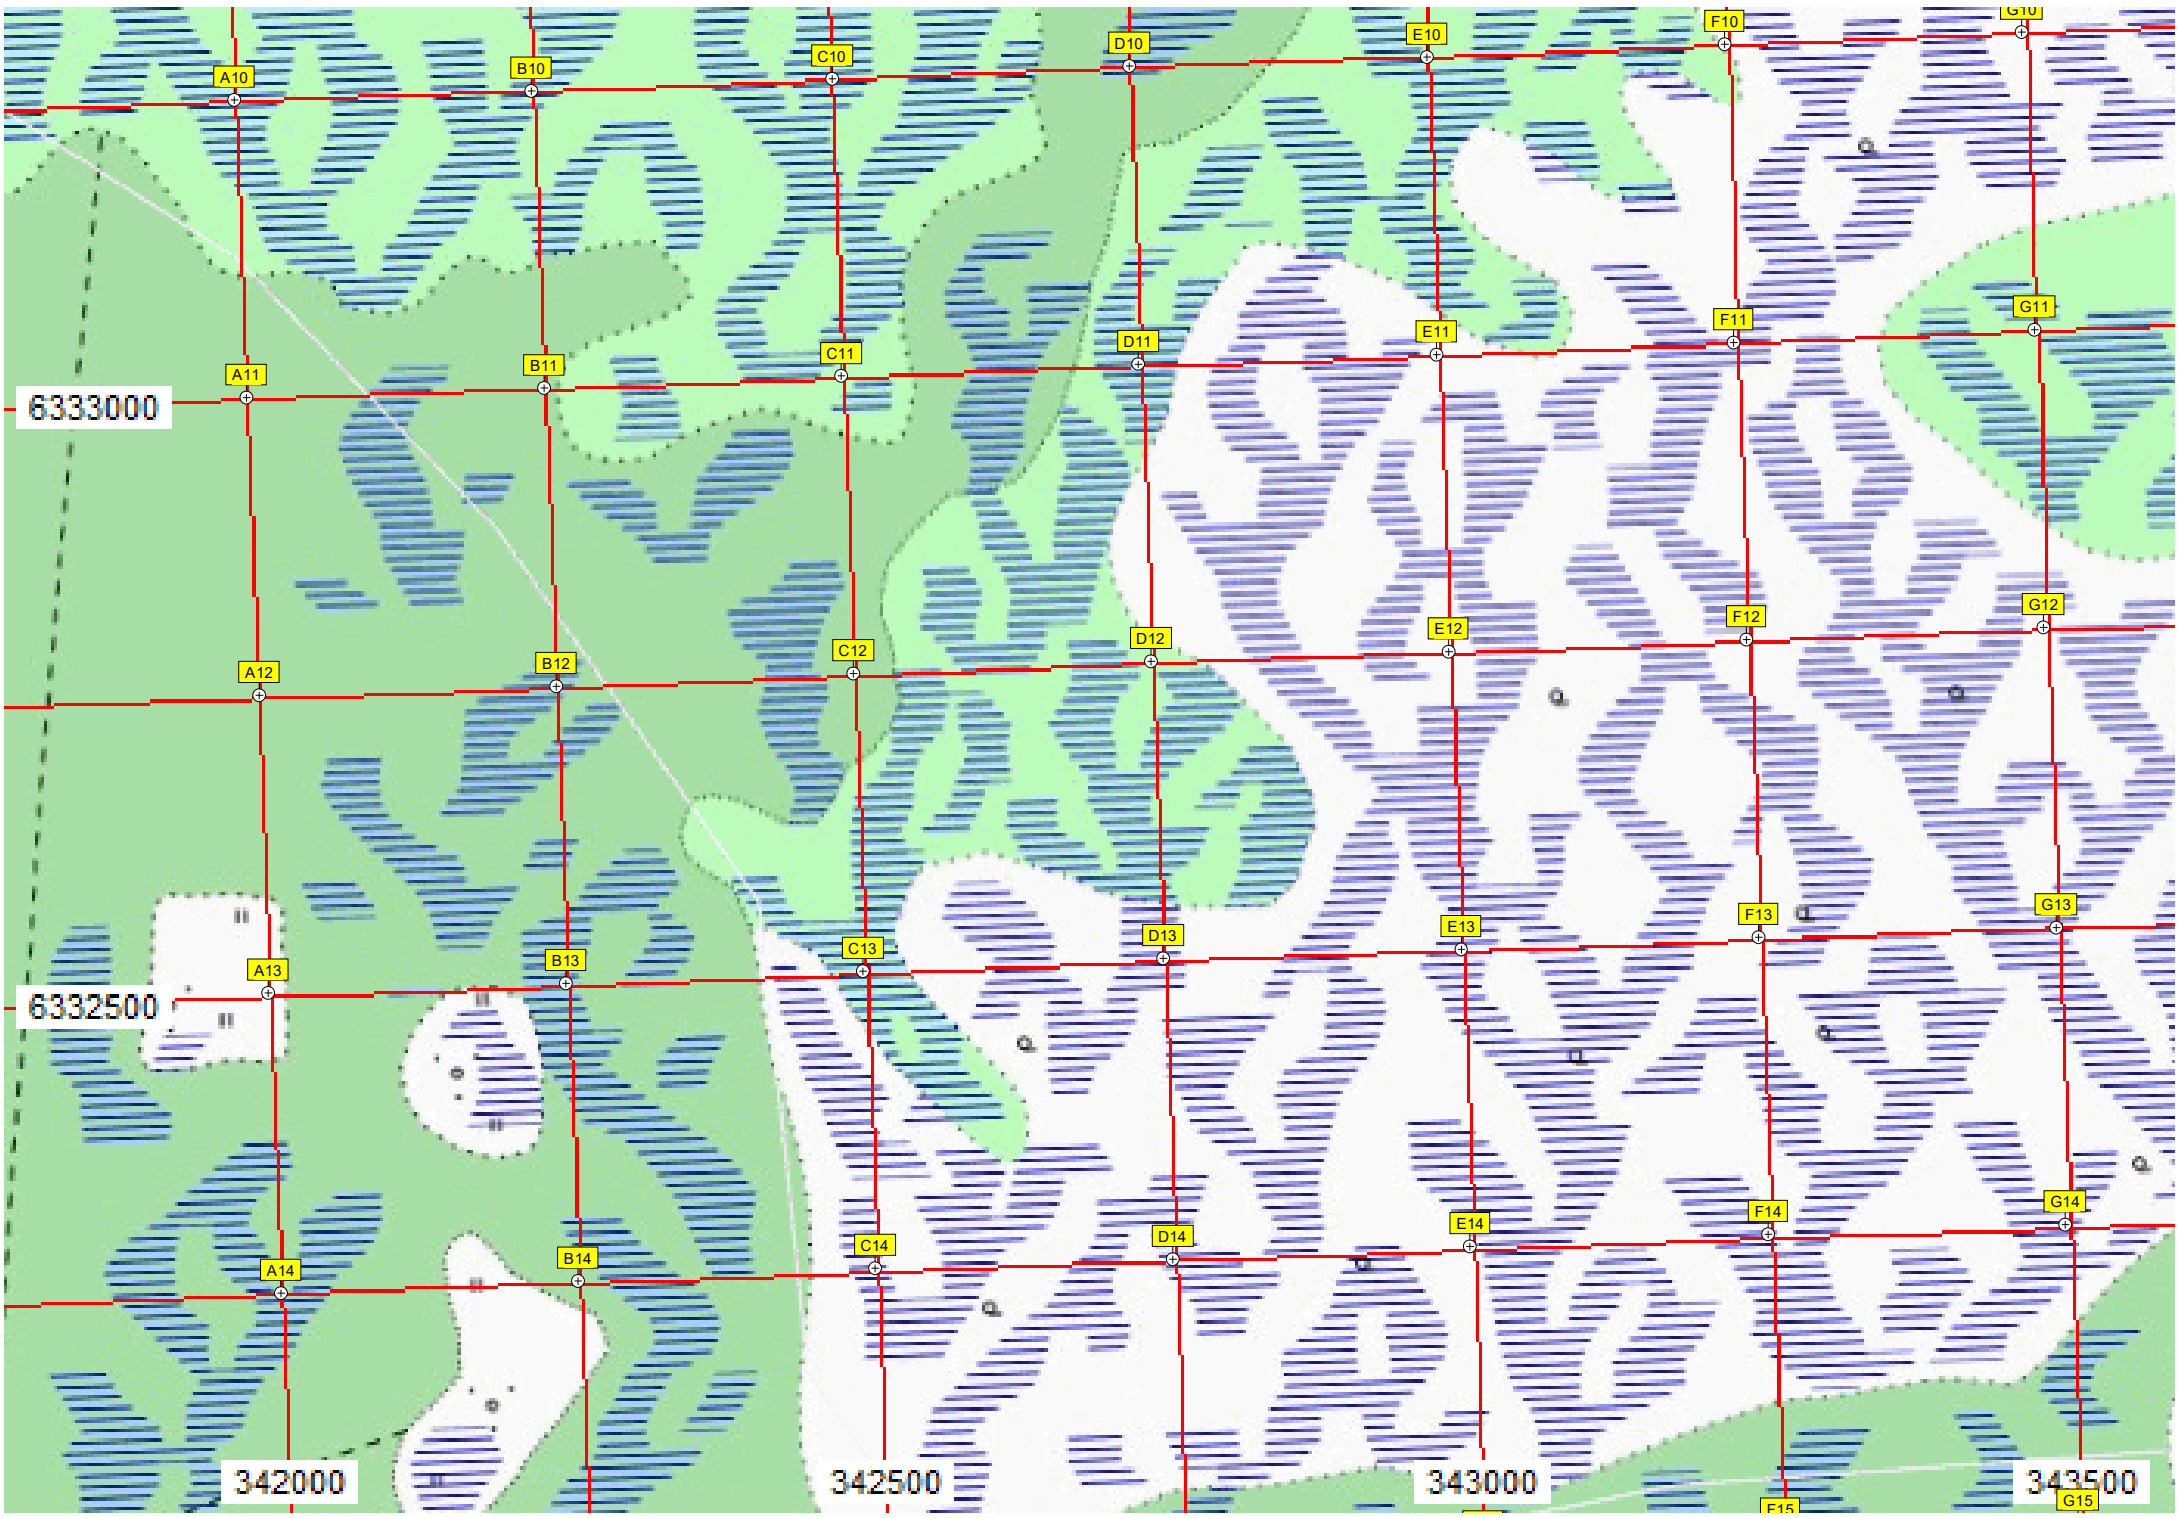 A10 B10 C10 D10 E10 F10 G10
A11 B11 C11 D11 E11 F11 G11
6333000
A12 B12 C12 D12 E12 F12 G12
A13 B13 C13 D13 E13 F13 G13
6332500
A14 B14 C14 D14 E14 F14 G14
342000 342500 343000 343500
F15 G15